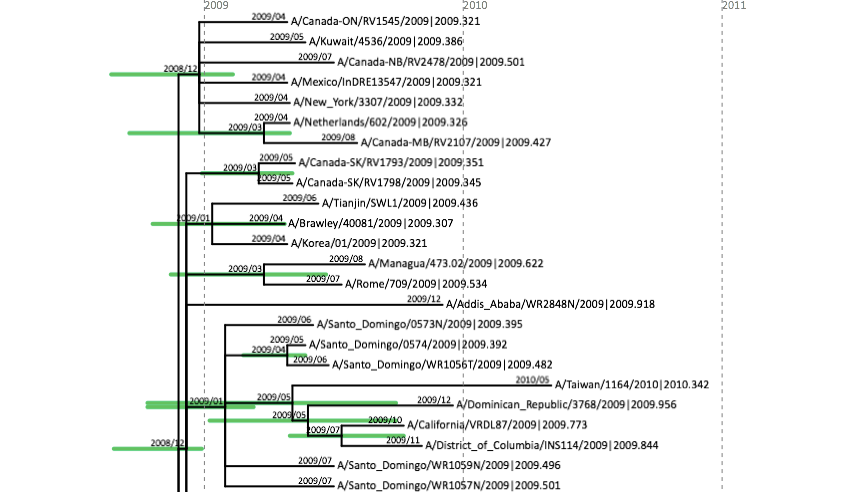 2009 2010 2011
2009/04 A/Canada-ON/RV1545/2009|2009.321
2009/05 A/Kuwait/4536/2009|2009.386
2009/07 A/Canada-NB/RV2478/2009|2009.501
2008/12
2009/04 A/Mexico/InDRE13547/2009|2009.321
2009/04 A/New_York/3307/2009|2009.332
2009/04 A/Netherlands/602/2009|2009.326
2009/03
2009/08 A/Canada-MB/RV2107/2009|2009.427
2009/05 A/Canada-SK/RV1793/2009|2009.351
2009/03
2009/05 A/Canada-SK/RV1798/2009|2009.345
2009/06 A/Tianjin/SWL1/2009|2009.436
2009/01 2009/04 A/Brawley/40081/2009|2009.307
2009/04 A/Korea/01/2009|2009.321
2009/08 A/Managua/473.02/2009|2009.622
2009/03
2009/07 A/Rome/709/2009|2009.534
2009/12 A/Addis_Ababa/WR2848N/2009|2009.918
2009/06 A/Santo_Domingo/0573N/2009|2009.395
2009/05 A/Santo_Domingo/0574/2009|2009.392
2009/04
2009/06 A/Santo_Domingo/WR1056T/2009|2009.482
2010/05 A/Taiwan/1164/2010|2010.342
2009/01 2009/05 2009/12 A/Dominican_Republic/3768/2009|2009.956
2009/05 2009/10 A/California/VRDL87/2009|2009.773
2009/07
2008/12 2009/11 A/District_of_Columbia/INS114/2009|2009.844
2009/07 A/Santo_Domingo/WR1059N/2009|2009.496
2009/07 A/Santo_Domingo/WR1057N/2009|2009.501